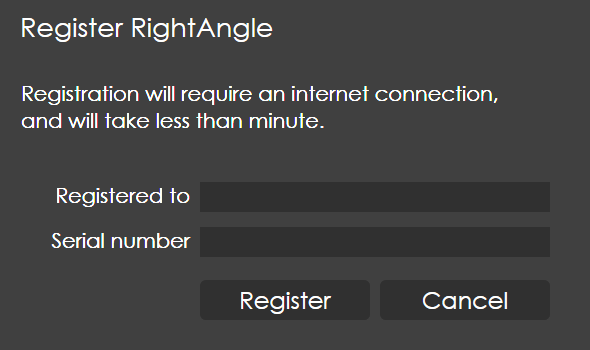 Register RightAngle
Registration will require an internet connection,
and will take less than minute.
Registered to
Serial number
Register Cancel